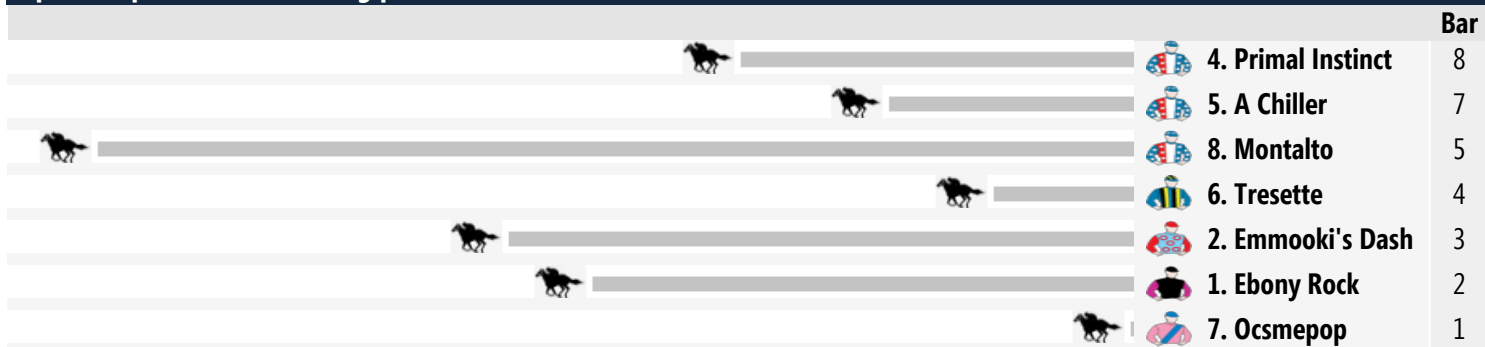 Bar
4. Primal Instinct 8
5. A Chiller 7
8. Montalto 5
6. Tresette 4
2. Emmooki's Dash 3
1. Ebony Rock 2
7. Ocsmepop 1